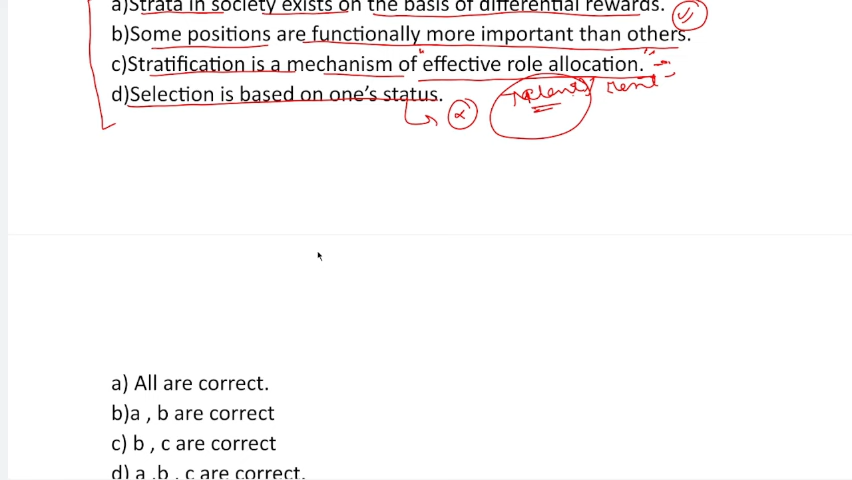 a)Strata in society exists on the basis of differential rewards.
b)Some positions are functionally more important than others.
c)Stratification is a mechanism of effective role allocation.
d)Selection is based on one's status.
Talents
a) All are correct.
b)a , b are correct
c) b , c are correct
d) a ,b , c are correct.